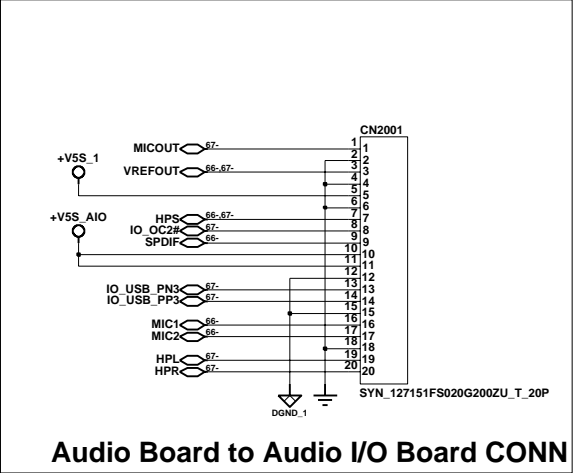 CN2001
MICOUT 67- 1 1
2 2
+V5S_1
VREFOUT 66-,67- 3 3
4 4
5 5
6 6
+V5S_AIO
HPS 66-,67- 7 7
IO_OC2# 67- 8 8
SPDIF 66- 9 9
10 10
11 11
12 12
IO_USB_PN3 67- 13 13
IO_USB_PP3 67- 14 14
15 15
MIC1 66- 16 16
MIC2 66- 17 17
18 18
HPL 67- 19 19
HPR 67- 20 20
SYN_127151FS020G200ZU_T_20P
DGND_1
Audio Board to Audio I/O Board CONN